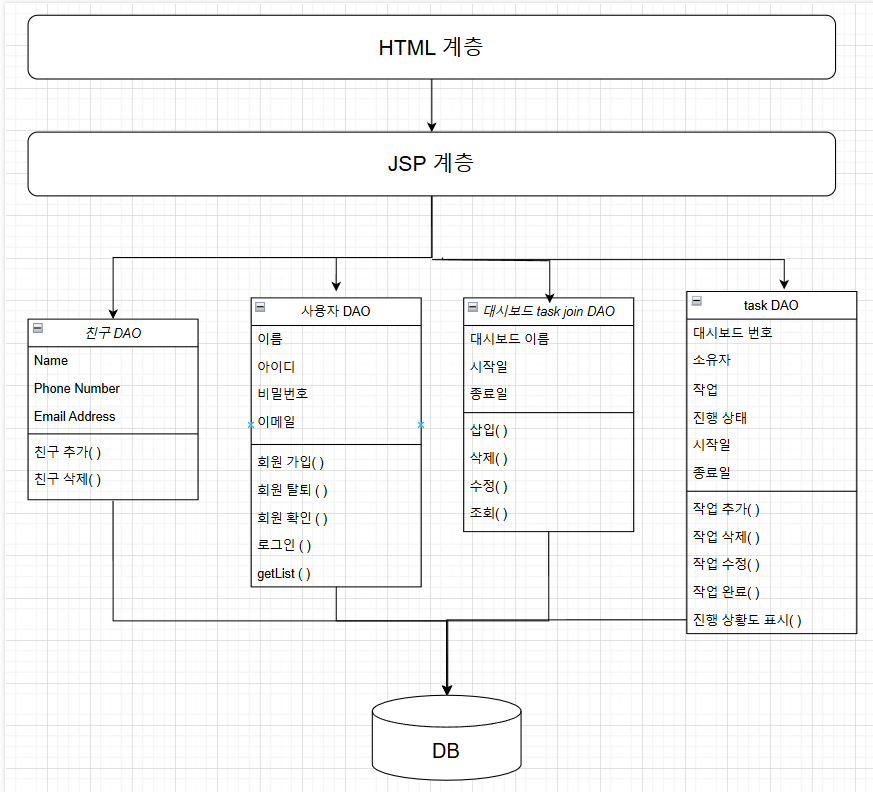 HTML 계층
JSP 계층
친구 DAO
Name
Phone Number
Email Address
친구 추가( )
친구 삭제( )
사용자 DAO
이름
아이디
비밀번호
이메일
회원 가입( )
회원 탈퇴 ( )
회원 확인 ( )
로그인 ( )
getList ( )
대시보드 task join DAO
대시보드 이름
시작일
종료일
삽입( )
삭제( )
수정( )
조회( )
task DAO
대시보드 번호
소유자
작업
진행 상태
시작일
종료일
작업 추가( )
작업 삭제( )
작업 수정( )
작업 완료( )
진행 상황도 표시( )
DB